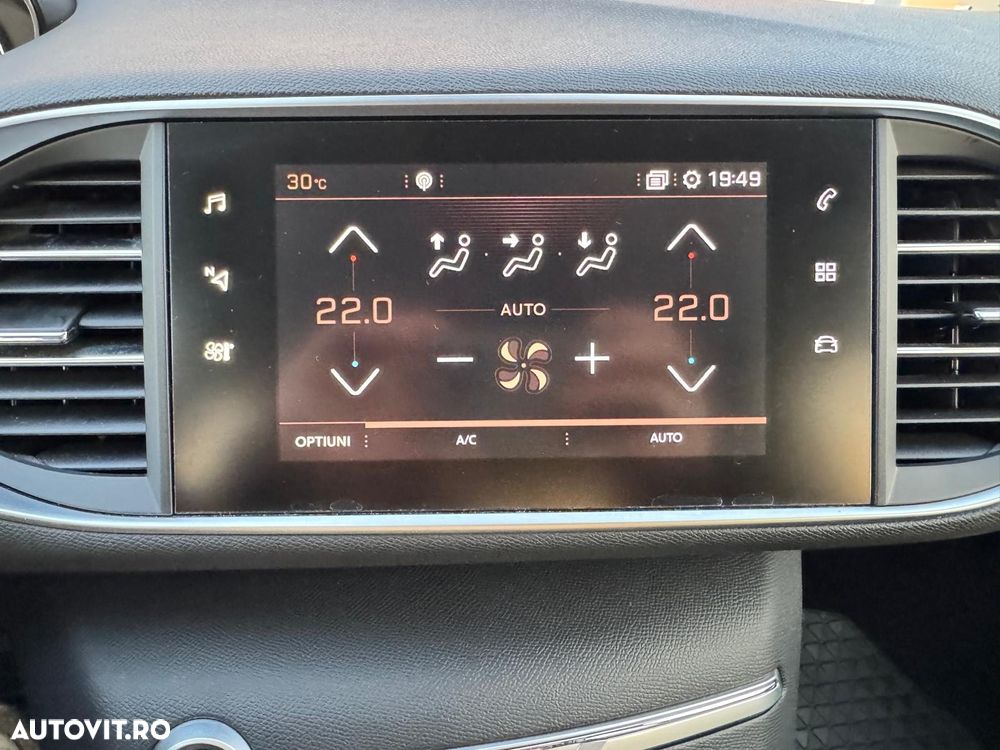 30°C
19:49
N
22.0
22.0
AUTO
OPTIUNI
A/C
AUTO
AUTOVIT.RO